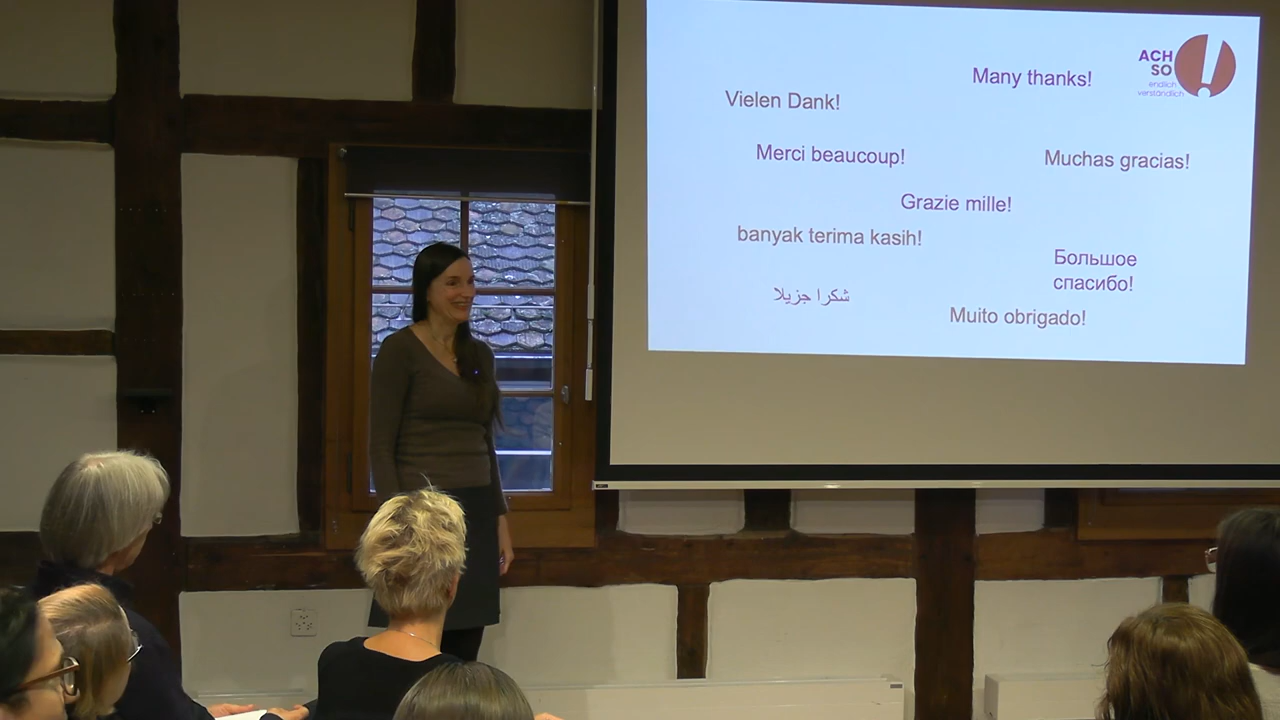 Many thanks!
ACH
SO
endlich
verständlich
Vielen Dank!
Merci beaucoup!
Muchas gracias!
Grazie mille!
banyak terima kasih!
Большое
спасибо!
شكرا جزيلا
Muito obrigado!